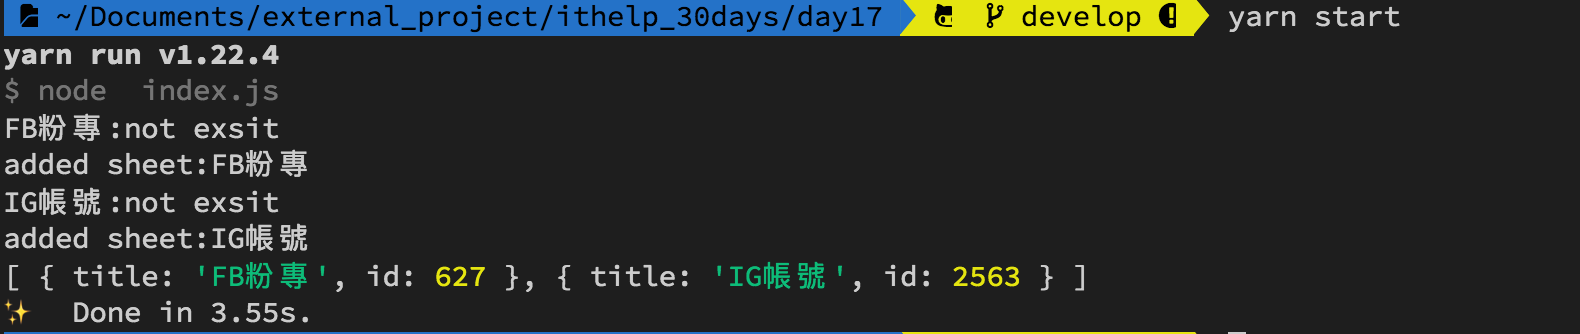 ~/Documents/external_project/ithelp_30days/day17 develop yarn start
yarn run v1.22.4
$ node  index.js
FB粉專:not exsit
added sheet:FB粉專
IG帳號:not exsit
added sheet:IG帳號
[ { title: 'FB粉專', id: 627 }, { title: 'IG帳號', id: 2563 } ]
✨  Done in 3.55s.